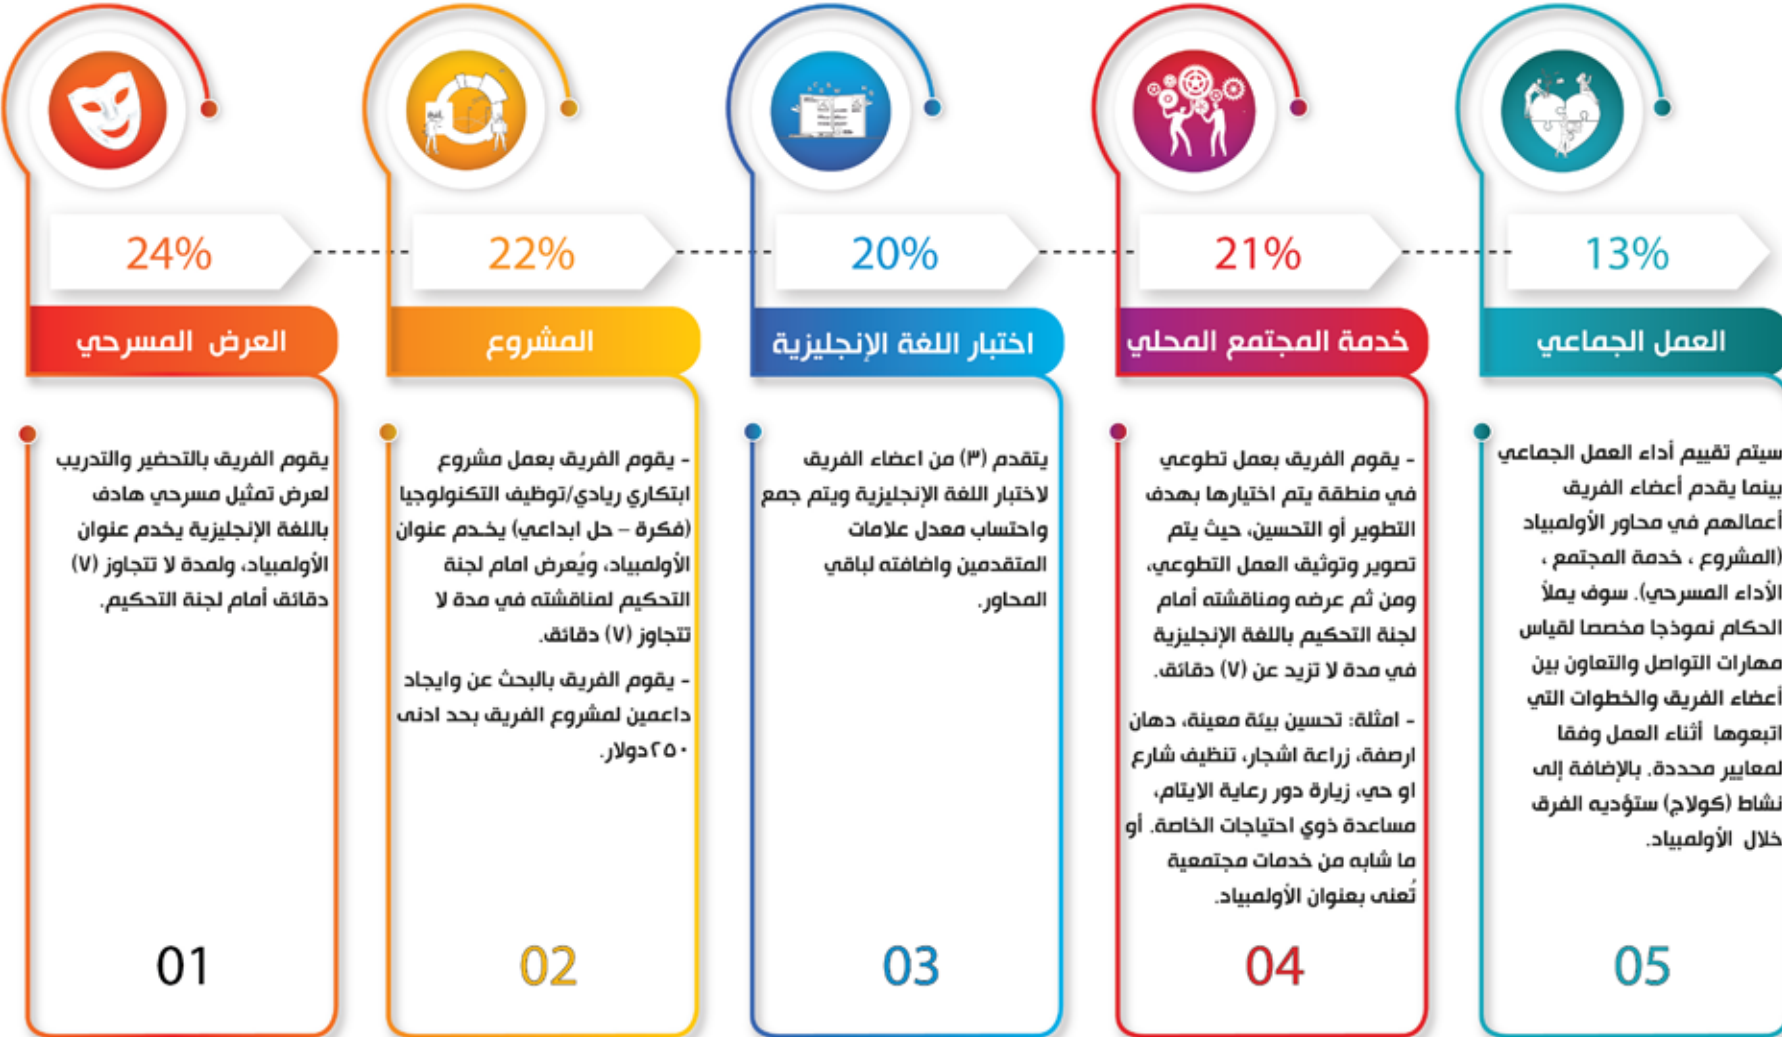 24%
العرض المسرحي
يقوم الفريق بالتحضير والتدريب
لعرض تمثيل مسرحي هادف
باللغة الإنجليزية يخدم عنوان
الأولمبياد، ولمدة لا تتجاوز (٧)
دقائق أمام لجنة التحكيم.
01
22%
المشروع
- يقوم الفريق بعمل مشروع
ابتكاري ريادي/توظيف التكنولوجيا
(فكرة – حل ابداعي) يخدم عنوان
الأولمبياد، ويُعرض امام لجنة
التحكيم لمناقشته في مدة لا
تتجاوز (٧) دقائق.
- يقوم الفريق بالبحث عن وايجاد
داعمين لمشروع الفريق بحد ادنى
٢٥٠دولار.
02
20%
اختبار اللغة الإنجليزية
يتقدم (٣) من اعضاء الفريق
لاختبار اللغة الإنجليزية ويتم جمع
واحتساب معدل علامات
المتقدمين واضافته لباقي
المحاور.
03
21%
خدمة المجتمع المحلي
- يقوم الفريق بعمل تطوعي
في منطقة يتم اختيارها بهدف
التطوير أو التحسين، حيث يتم
تصوير وتوثيق العمل التطوعي،
ومن ثم عرضه ومناقشته أمام
لجنة التحكيم باللغة الإنجليزية
في مدة لا تزيد عن (٧) دقائق.
- امثلة: تحسين بيئة معينة، دهان
ارصفة، زراعة اشجار، تنظيف شارع
او حي، زيارة دور رعاية الايتام،
مساعدة ذوي احتياجات الخاصة. أو
ما شابه من خدمات مجتمعية
تُعنى بعنوان الأولمبياد.
04
13%
العمل الجماعي
سيتم تقييم أداء العمل الجماعي
بينما يقدم أعضاء الفريق
أعمالهم في محاور الأولمبياد
(المشروع ، خدمة المجتمع ،
الأداء المسرحي). سوف يملأ
الحكام نموذجا مخصصا لقياس
مهارات التواصل والتعاون بين
أعضاء الفريق والخطوات التي
اتبعوها أثناء العمل وفقا
لمعايير محددة. بالإضافة إلى
نشاط (كولاج) ستؤديه الفرق
خلال الأولمبياد.
05